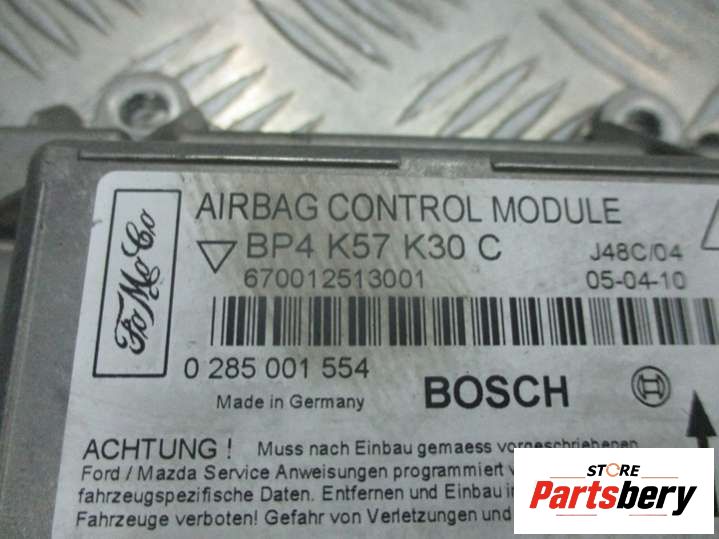 FoMoCo
AIRBAG CONTROL MODULE
BP4 K57 K30 C
J48C/04
670012513001
05-04-10
0 285 001 554
BOSCH
Made in Germany
ACHTUNG ! Muss nach Einbau gemaess vorgeschriebenen
Ford / Mazda Service Anweisungen programmiert
fahrzeugspezifische Daten. Entfernen und Einbau in
Fahrzeuge verboten! Gefahr von Verletzungen und
STORE
Partsbery